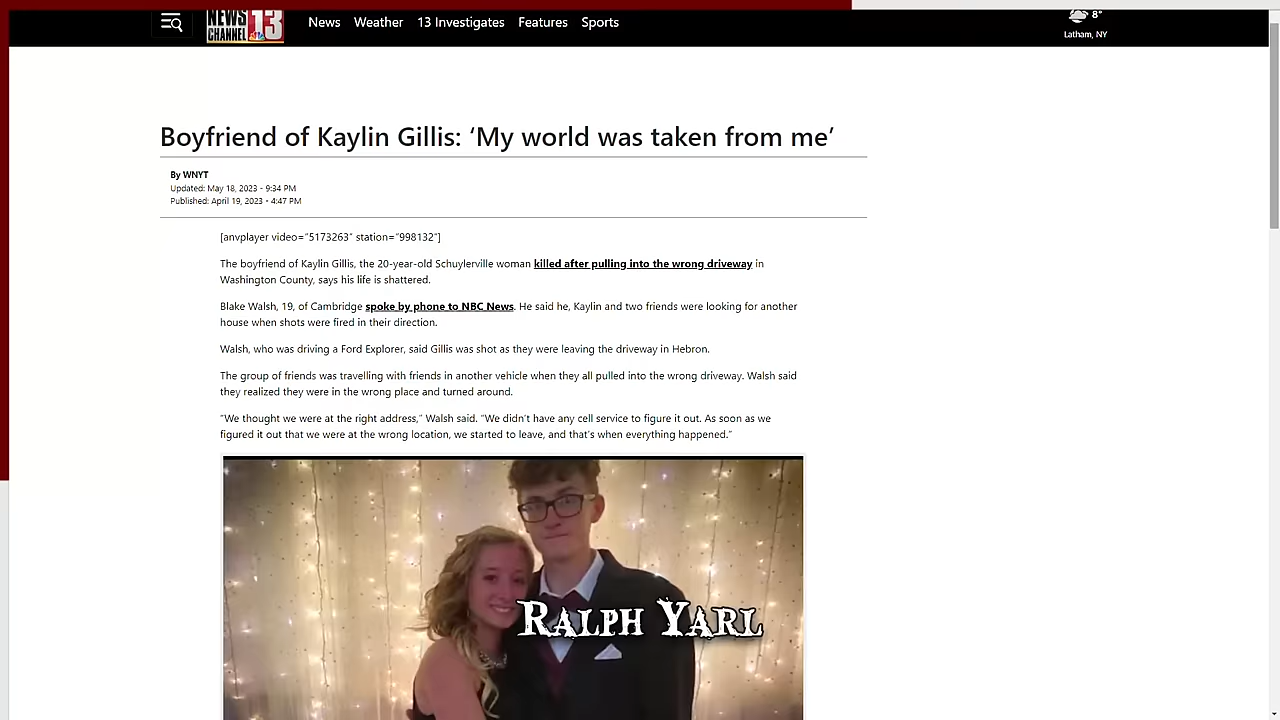 NEWS
CHANNEL 13
News Weather 13 Investigates Features Sports
8°
Latham, NY
Boyfriend of Kaylin Gillis: ‘My world was taken from me’
By WNYT
Updated: May 18, 2023 - 9:34 PM
Published: April 19, 2023 - 4:47 PM
[anvplayer video=”5173263″ station=”998132″]
The boyfriend of Kaylin Gillis, the 20-year-old Schuylerville woman killed after pulling into the wrong driveway in
Washington County, says his life is shattered.
Blake Walsh, 19, of Cambridge spoke by phone to NBC News. He said he, Kaylin and two friends were looking for another
house when shots were fired in their direction.
Walsh, who was driving a Ford Explorer, said Gillis was shot as they were leaving the driveway in Hebron.
The group of friends was travelling with friends in another vehicle when they all pulled into the wrong driveway. Walsh said
they realized they were in the wrong place and turned around.
“We thought we were at the right address,” Walsh said. “We didn’t have any cell service to figure it out. As soon as we
figured it out that we were at the wrong location, we started to leave, and that’s when everything happened.”
RALPH YARL